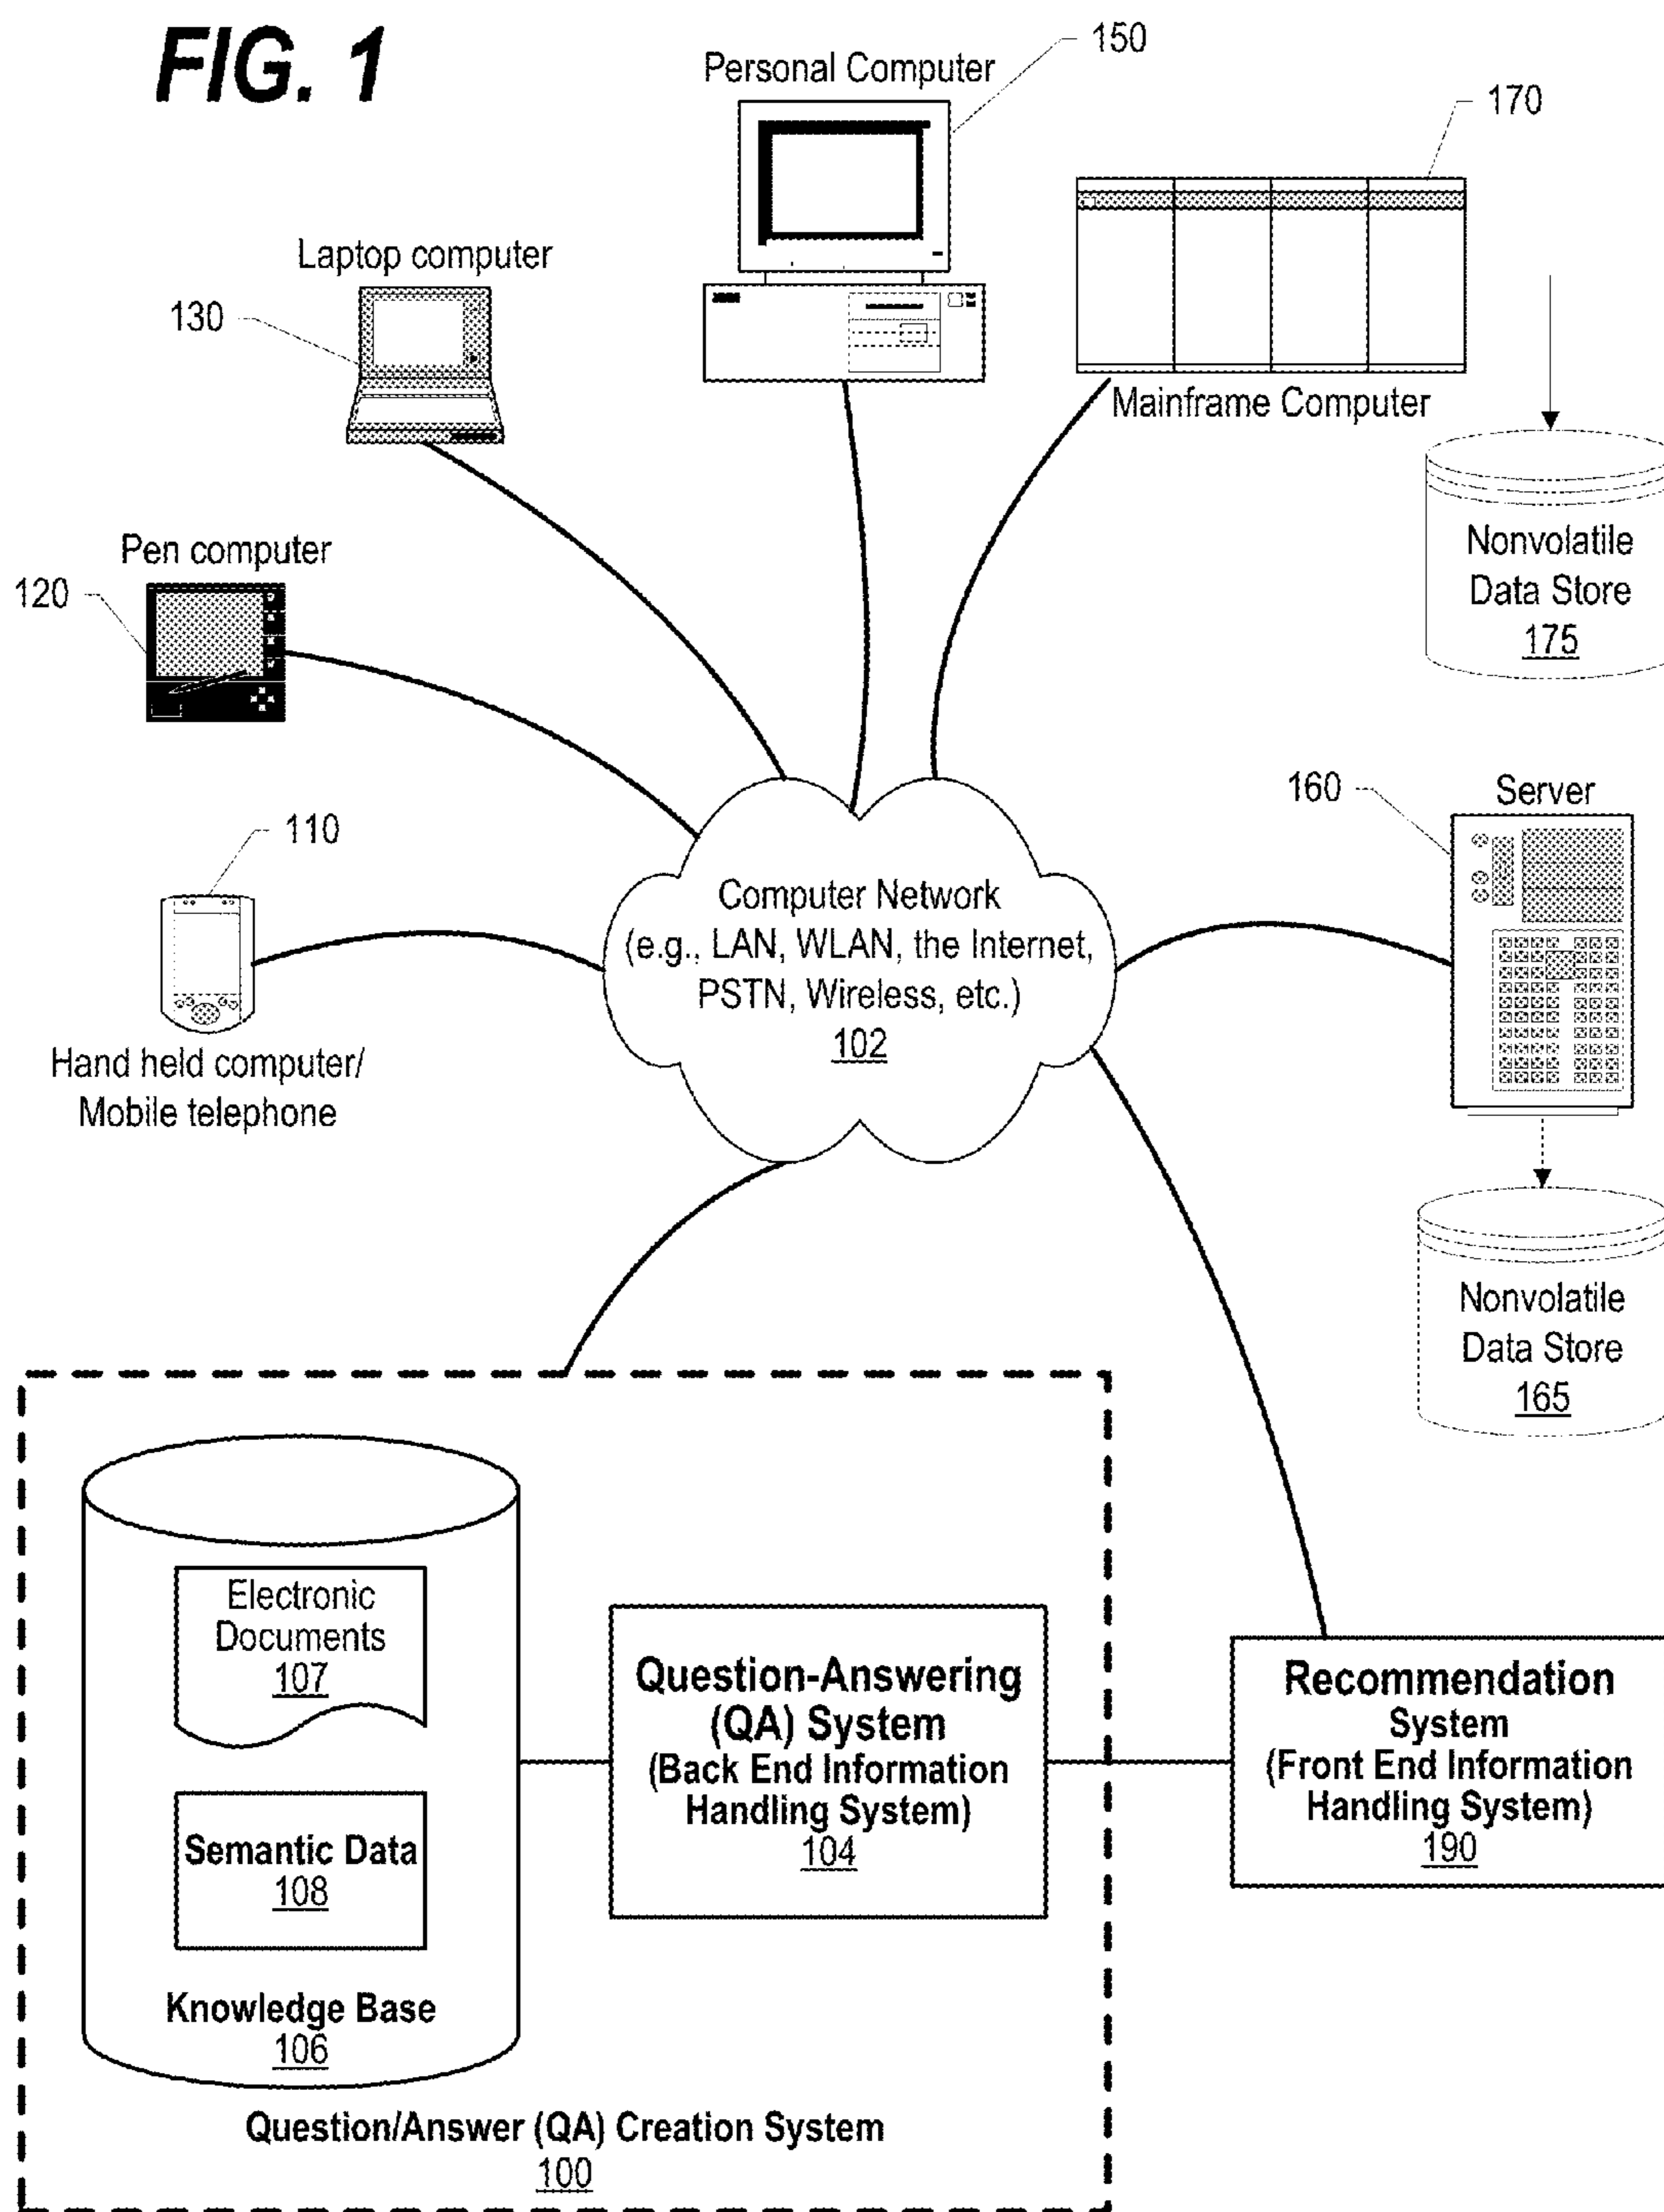 FIG. 1
150
Personal Computer
170
Laptop computer
130
Mainframe Computer
Nonvolatile
Data Store
175
Pen computer
120
160
Server
110
Computer Network
(e.g., LAN, WLAN, the Internet,
PSTN, Wireless, etc.)
102
Hand held computer/
Mobile telephone
Nonvolatile
Data Store
165
Electronic
Documents
107
Semantic Data
108
Knowledge Base
106
Question-Answering
(QA) System
(Back End Information
Handling System)
104
Recommendation
System
(Front End Information
Handling System)
190
Question/Answer (QA) Creation System
100